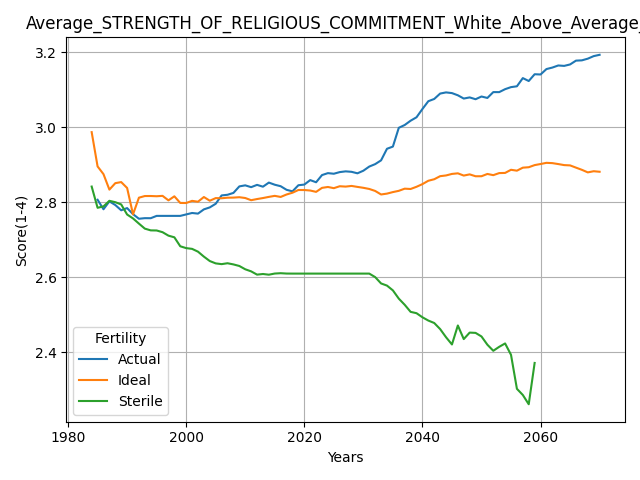 Average_STRENGTH_OF_RELIGIOUS_COMMITMENT_White_Above_Average_
3.2
3.0
2.8
2.6
2.4
Score(1-4)
Fertility
Actual
Ideal
Sterile
1980 2000 2020 2040 2060
Years